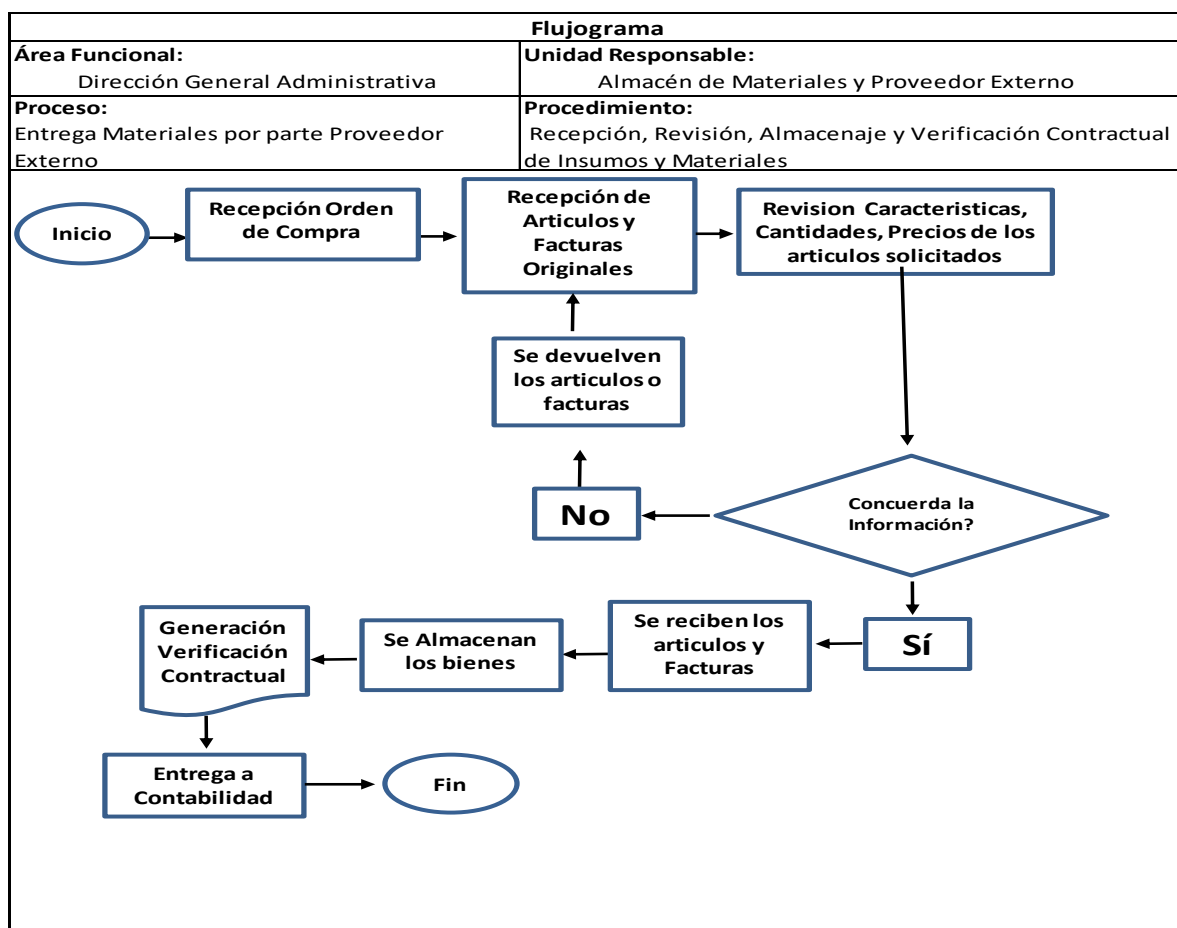 Flujograma
Área Funcional:
Dirección General Administrativa
Unidad Responsable:
Almacén de Materiales y Proveedor Externo
Proceso:
Entrega Materiales por parte Proveedor
Externo
Procedimiento:
Recepción, Revisión, Almacenaje y Verificación Contractual
de Insumos y Materiales
Inicio
Recepción Orden
de Compra
Recepción de
Articulos y
Facturas
Originales
Revision Caracteristicas,
Cantidades, Precios de los
articulos solicitados
Se devuelven
los articulos o
facturas
No
Concuerda la
Información?
Sí
Se reciben los
articulos y
Facturas
Se Almacenan
los bienes
Generación
Verificación
Contractual
Entrega a
Contabilidad
Fin